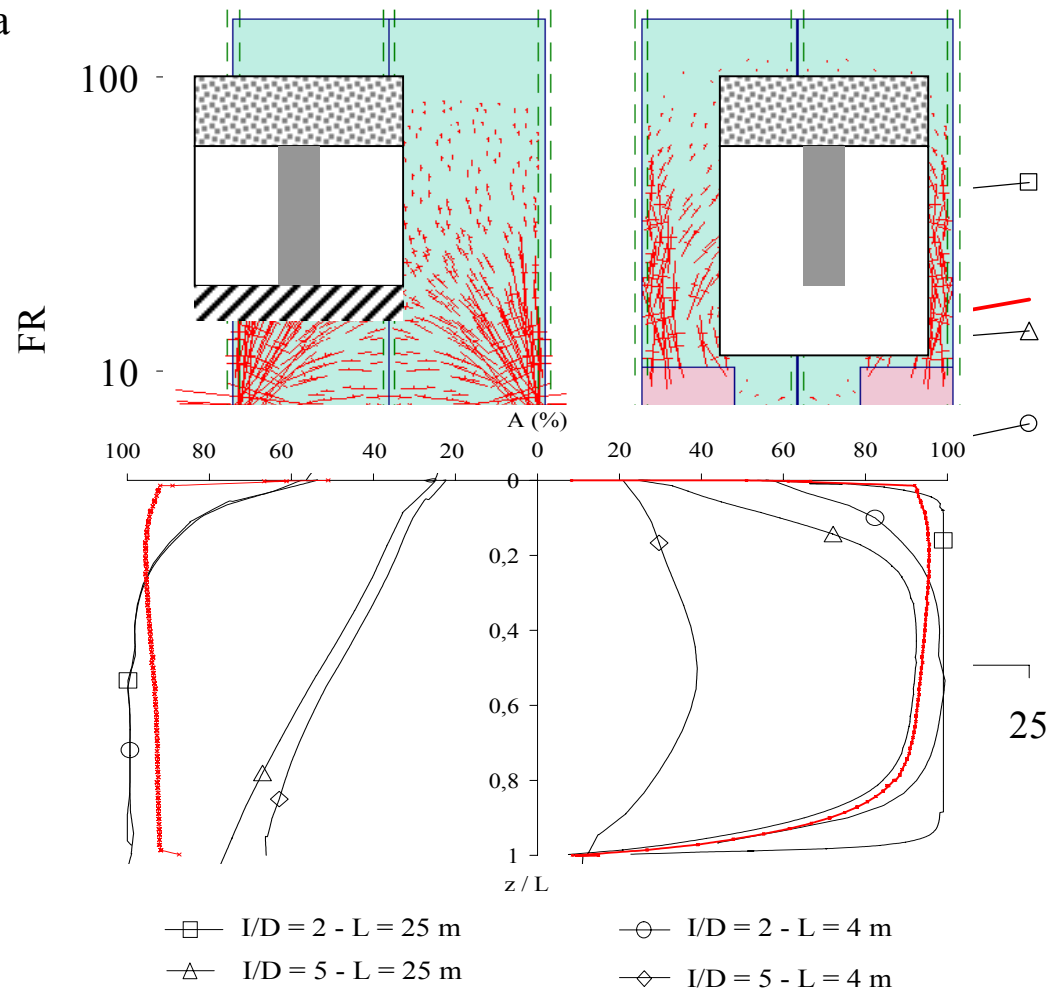 a
100
FR
10
A (%)
100 80 60 40 20 0 20 40 60 80 100
0
0,2
0,4
0,6
0,8
1
z / L
25
I/D = 2 - L = 25 m
I/D = 2 - L = 4 m
I/D = 5 - L = 25 m
I/D = 5 - L = 4 m